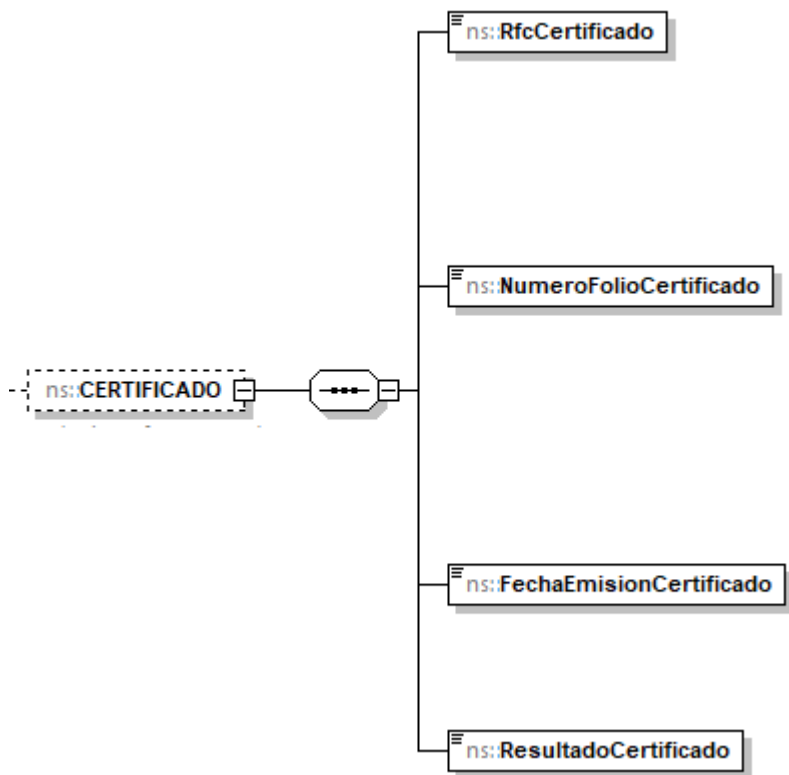 ns:RfcCertificado
ns:NumeroFolioCertificado
ns:CERTIFICADO
ns:FechaEmisionCertificado
ns:ResultadoCertificado